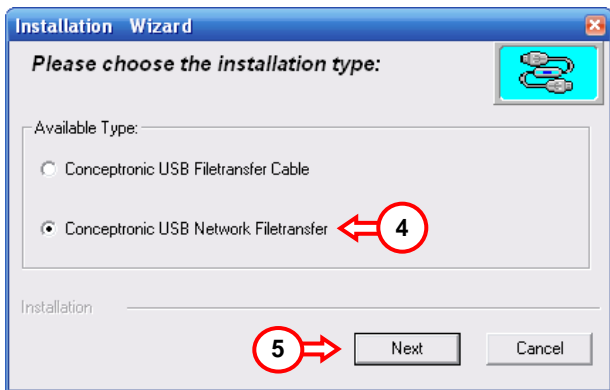 Installation Wizard
Please choose the installation type:
Available Type:
Conceptronic USB Filetransfer Cable
Conceptronic USB Network Filetransfer
4
Installation
5
Next
Cancel